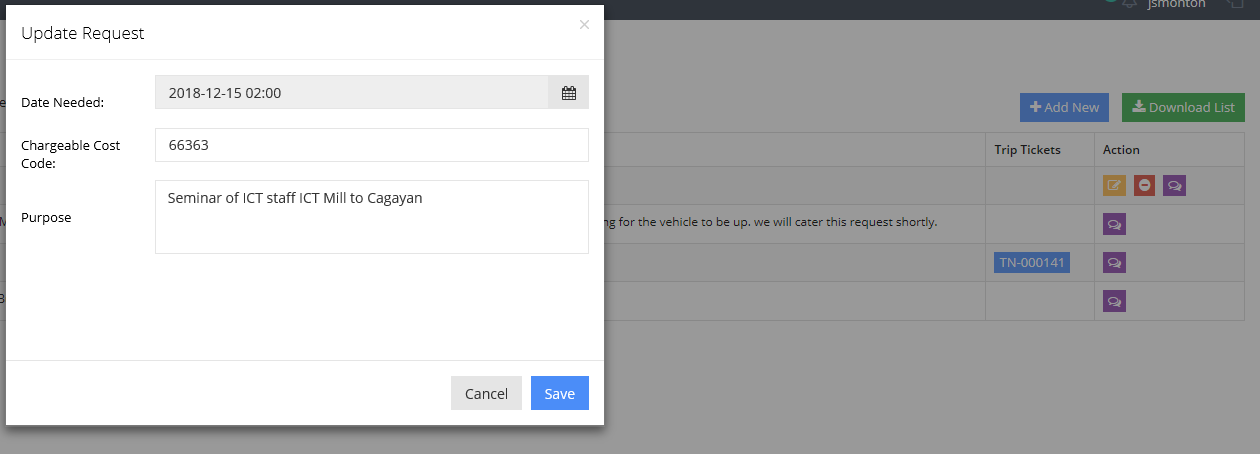 jsmonton
Update Request
×
Date Needed:
2018-12-15 02:00
Add New
Download List
Chargeable Cost
Code:
66363
Trip Tickets
Action
Purpose
Seminar of ICT staff ICT Mill to Cagayan
for the vehicle to be up. we will cater this request shortly.
TN-000141
Cancel
Save